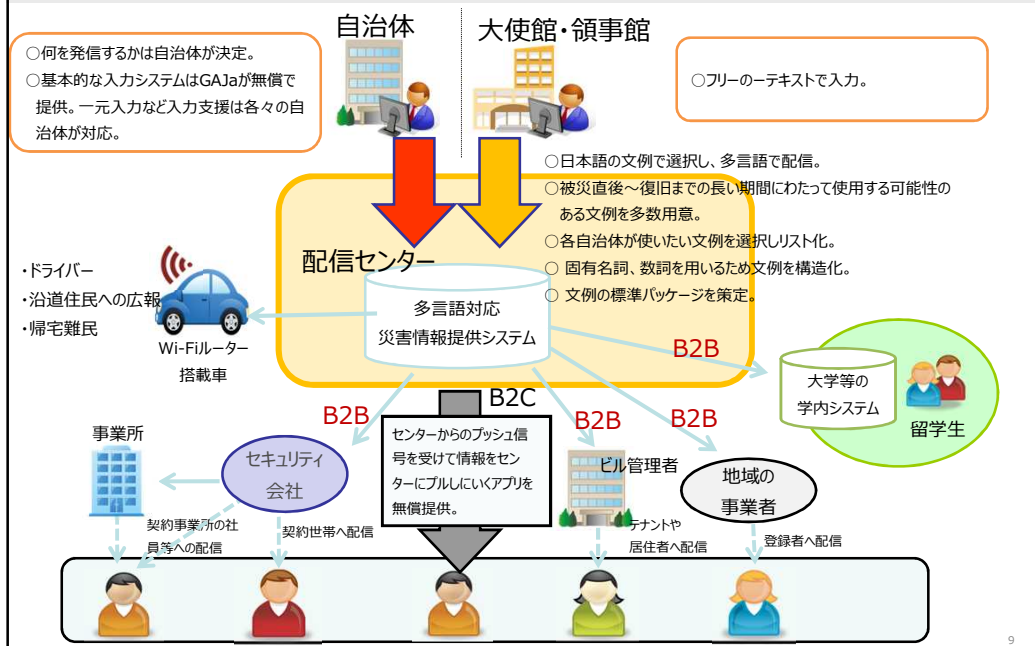 自治体
大使館・領事館
○何を発信するかは自治体が決定。
○基本的な入力システムはGAJaが無償で
提供。一元入力など入力支援は各々の自
治体が対応。
○フリーのーテキストで入力。
○日本語の文例で選択し、多言語で配信。
○被災直後～復旧までの長い期間にわたって使用する可能性の
ある文例を多数用意。
○各自治体が使いたい文例を選択しリスト化。
○ 固有名詞、数詞を用いるため文例を構造化。
○ 文例の標準パッケージを策定。
配信センター
多言語対応
災害情報提供システム
・ドライバー
・沿道住民への広報
・帰宅難民
Wi-Fiルーター
搭載車
B2B
大学等の
学内システム
留学生
B2B
B2C
B2B
B2B
センターからのプッシュ信
号を受けて情報をセン
ターにプルしにいくアプリを
無償提供。
事業所
セキュリティ
会社
ビル管理者
地域の
事業者
契約事業所の社
員等への配信
契約世帯へ配信
テナントや
居住者へ配信
登録者へ配信
9